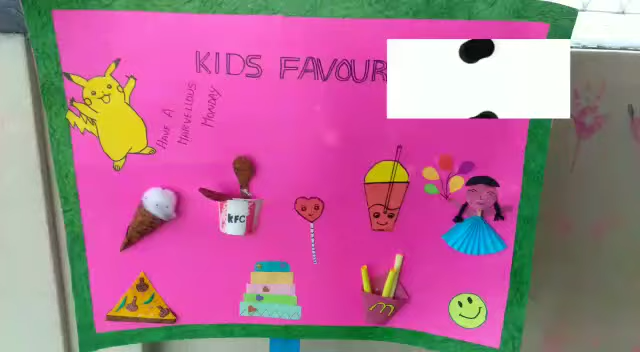 KIDS FAVOUR
HAVE A
MARVELLOUS
MONDAY
KFC